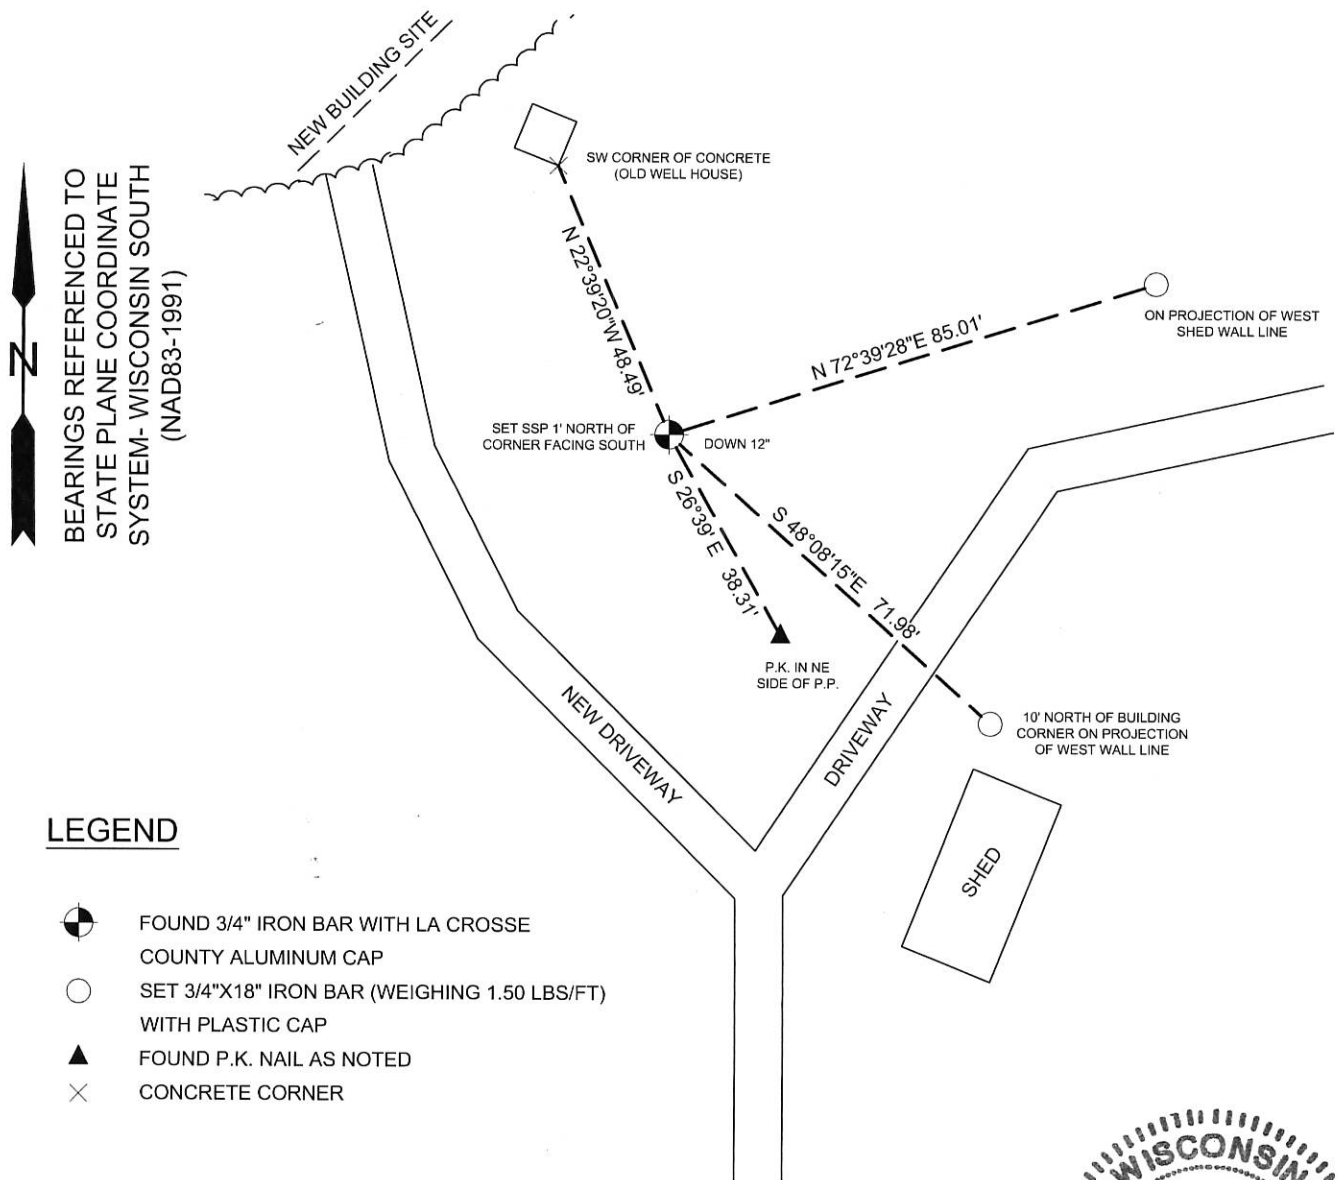 NEW BUILDING SITE
BEARINGS REFERENCED TO
STATE PLANE COORDINATE
SYSTEM- WISCONSIN SOUTH
(NAD83-1991)
N
SW CORNER OF CONCRETE
(OLD WELL HOUSE)
N 22°39'20"W 48.49'
ON PROJECTION OF WEST
SHED WALL LINE
N 72°39'28"E 85.01'
SET SSP 1' NORTH OF
CORNER FACING SOUTH
DOWN 12"
S 26°39' E 38.31'
S 48°08'15"E 71.98'
P.K. IN NE
SIDE OF P.P.
10' NORTH OF BUILDING
CORNER ON PROJECTION
OF WEST WALL LINE
NEW DRIVEWAY
DRIVEWAY
SHED
LEGEND
FOUND 3/4" IRON BAR WITH LA CROSSE
COUNTY ALUMINUM CAP
SET 3/4"X18" IRON BAR (WEIGHING 1.50 LBS/FT)
WITH PLASTIC CAP
FOUND P.K. NAIL AS NOTED
CONCRETE CORNER
WISCONSIN